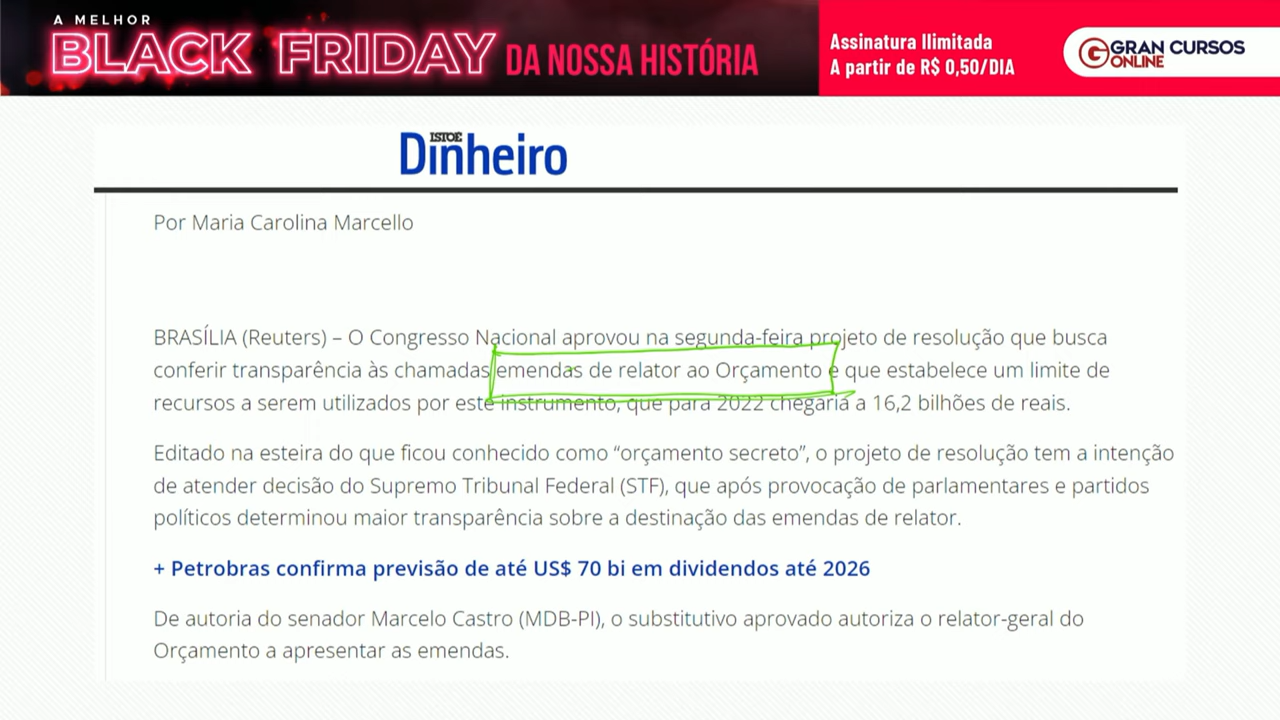 A MELHOR
BLACK FRIDAY DA NOSSA HISTÓRIA
Assinatura Ilimitada
A partir de R$ 0,50/DIA
GRAN CURSOS
ONLINE
ISTOÉ
Dinheiro
Por Maria Carolina Marcello
BRASÍLIA (Reuters) – O Congresso Nacional aprovou na segunda-feira projeto de resolução que busca
conferir transparência às chamadas emendas de relator ao Orçamento e que estabelece um limite de
recursos a serem utilizados por este instrumento, que para 2022 chegaria a 16,2 bilhões de reais.
Editado na esteira do que ficou conhecido como “orçamento secreto”, o projeto de resolução tem a intenção
de atender decisão do Supremo Tribunal Federal (STF), que após provocação de parlamentares e partidos
políticos determinou maior transparência sobre a destinação das emendas de relator.
+ Petrobras confirma previsão de até US$ 70 bi em dividendos até 2026
De autoria do senador Marcelo Castro (MDB-PI), o substitutivo aprovado autoriza o relator-geral do
Orçamento a apresentar as emendas.